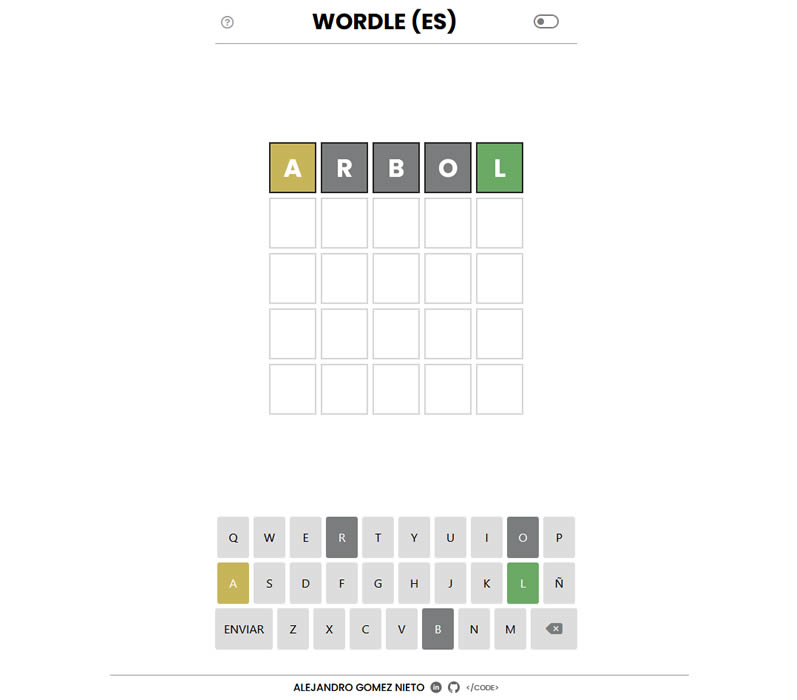 ?
WORDLE (ES)
A R B O L
Q W E R T Y U I O P
A S D F G H J K L Ñ
ENVIAR Z X C V B N M
ALEJANDRO GOMEZ NIETO in </CODE>